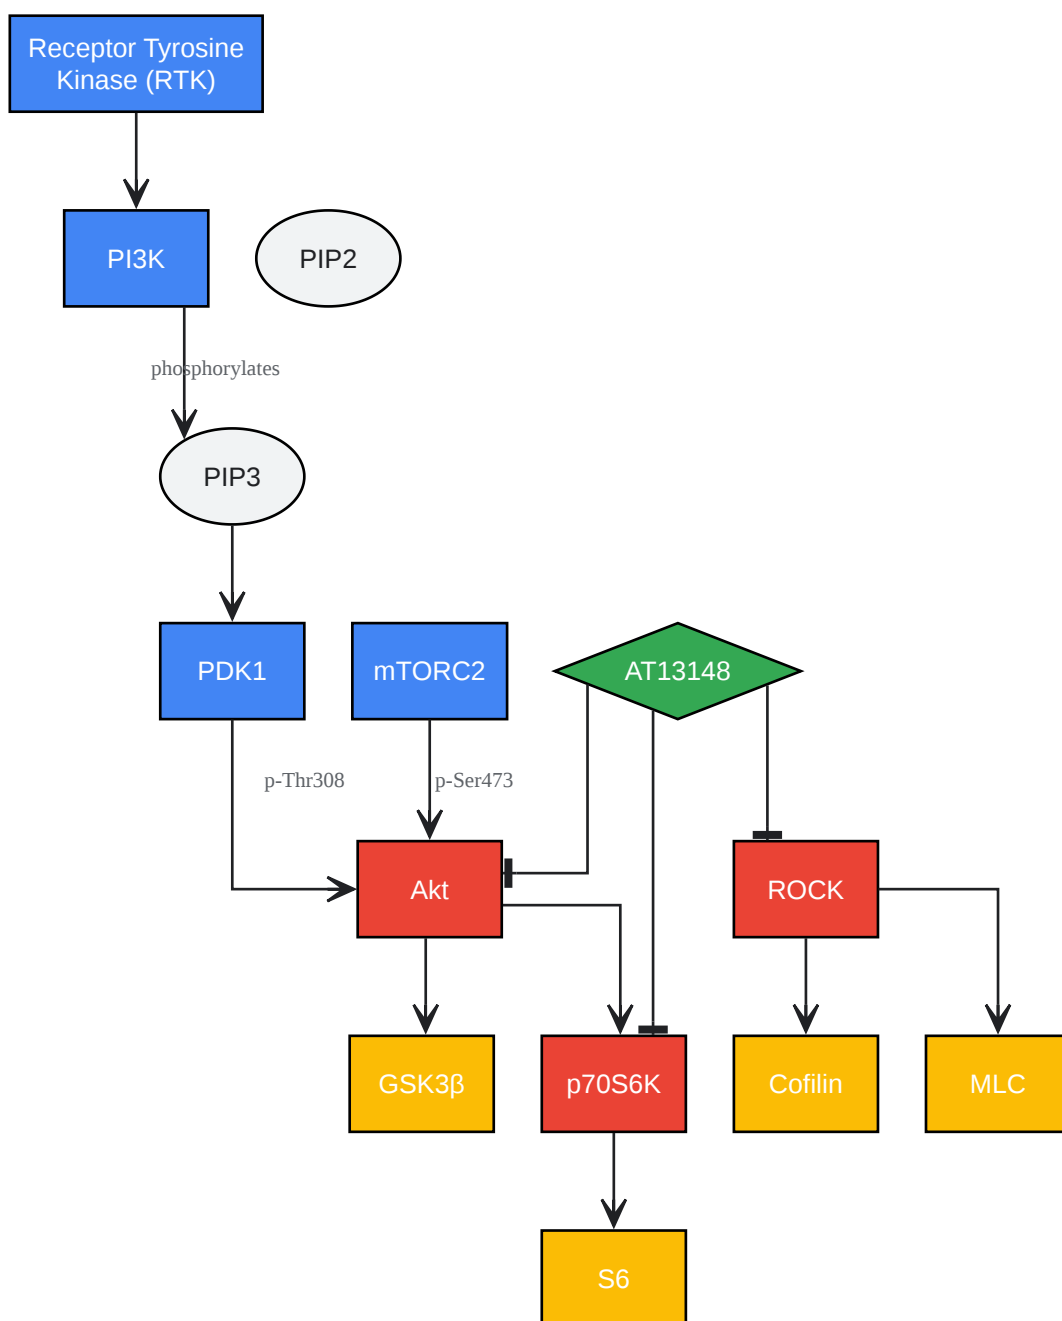 Receptor Tyrosine
Kinase (RTK)
PI3K
PIP2
phosphorylates
PIP3
PDK1
mTORC2
AT13148
p-Thr308
p-Ser473
Akt
ROCK
GSK3β
p70S6K
Cofilin
MLC
S6